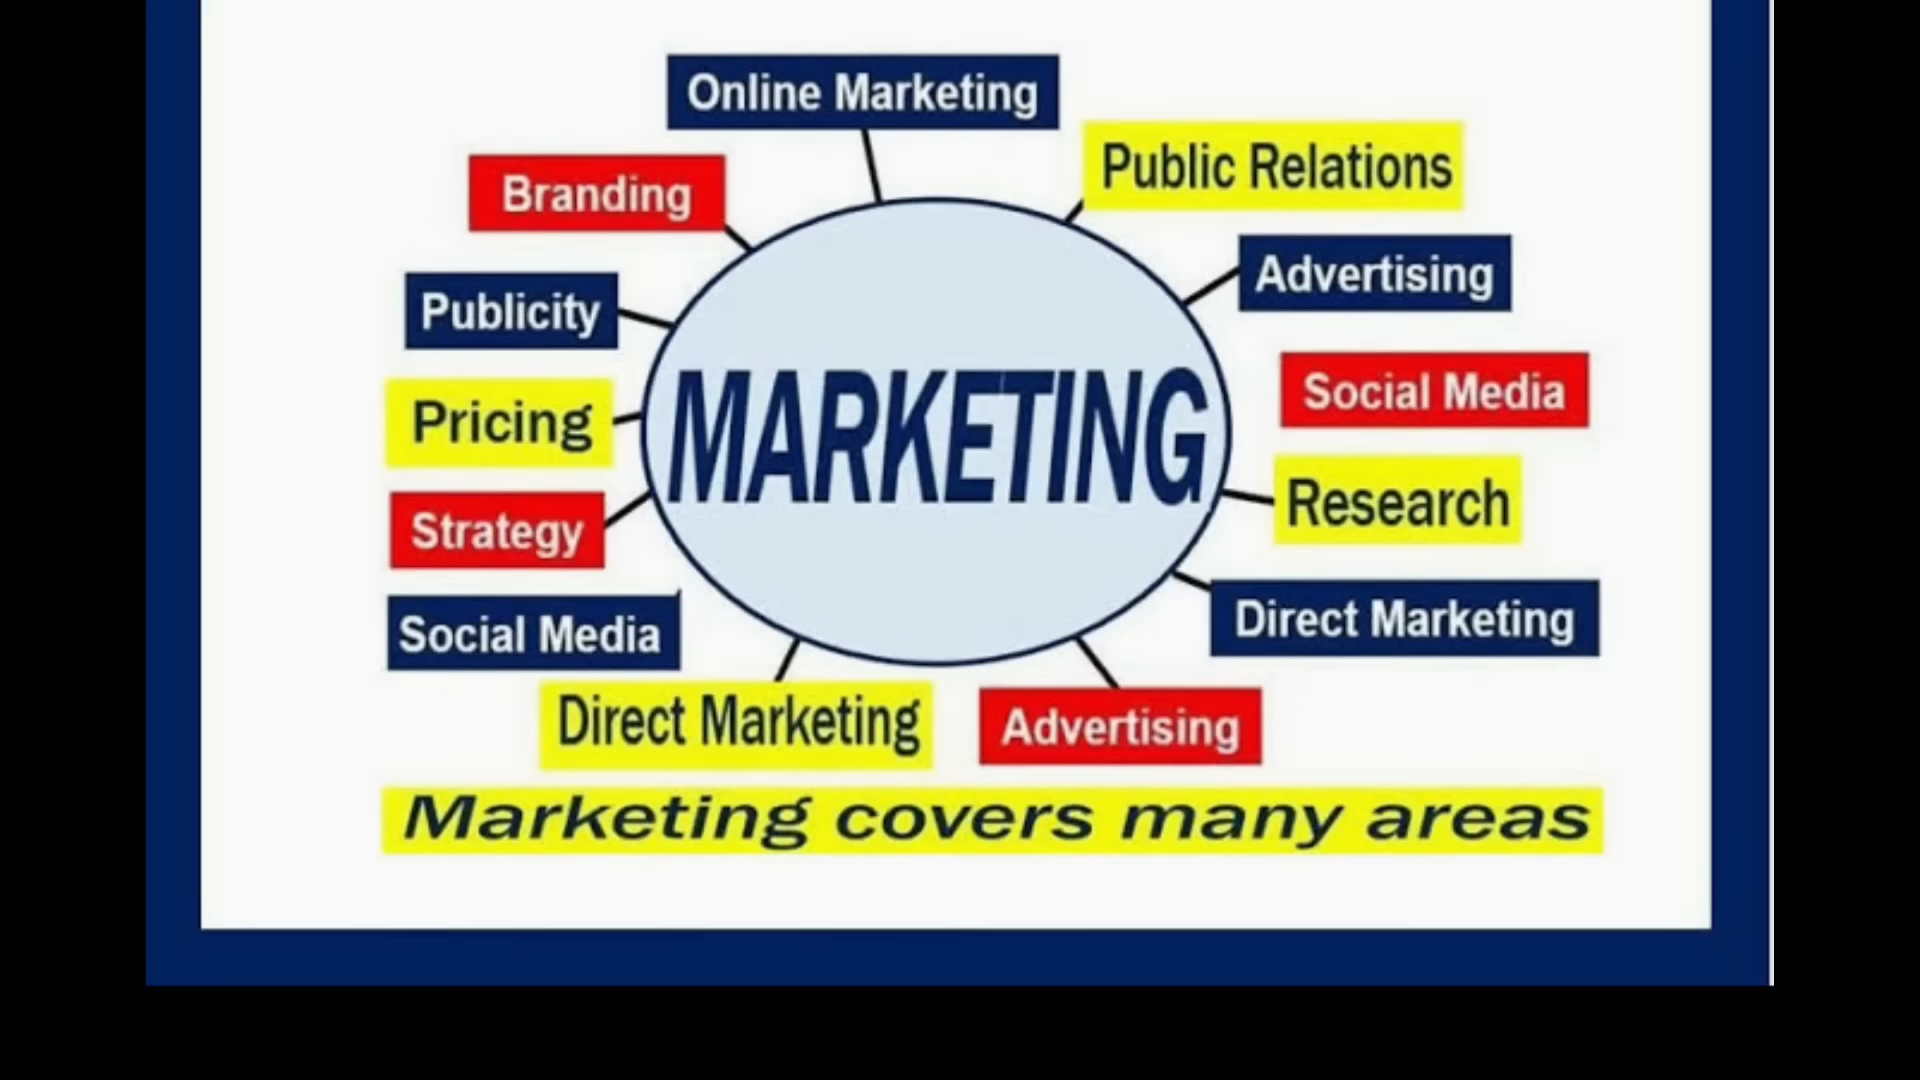 Online Marketing
Public Relations
Branding
Advertising
Publicity
Social Media
Pricing
MARKETING
Research
Strategy
Direct Marketing
Social Media
Direct Marketing
Advertising
Marketing covers many areas